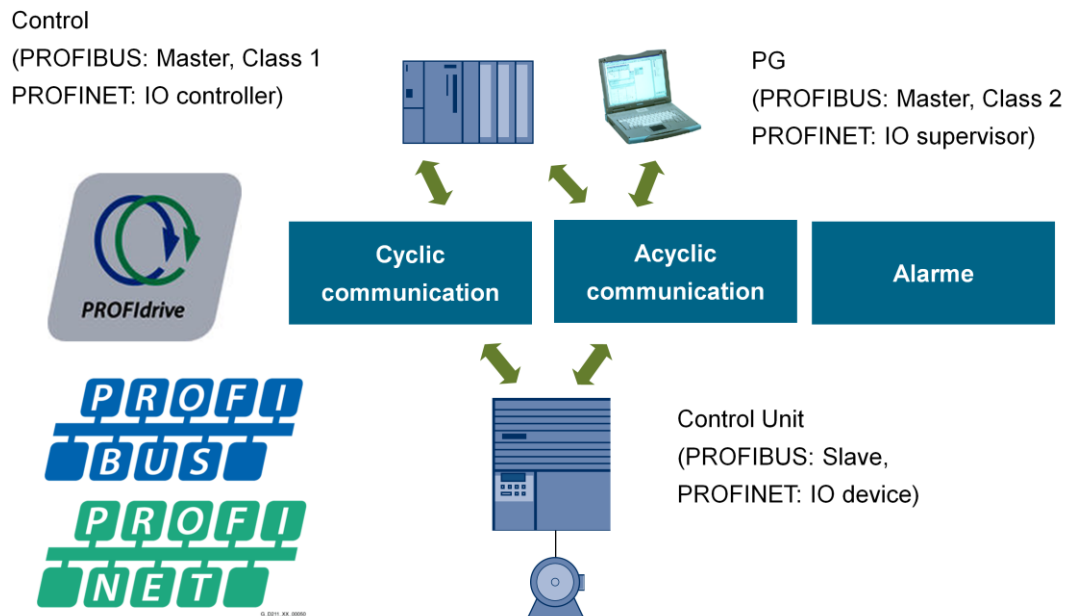 Control
(PROFIBUS: Master, Class 1
PROFINET: IO controller)
PG
(PROFIBUS: Master, Class 2
PROFINET: IO supervisor)
PROFIdrive
Cyclic
communication
Acyclic
communication
Alarme
PROFI
BUS
Control Unit
(PROFIBUS: Slave,
PROFINET: IO device)
PROFI
NET